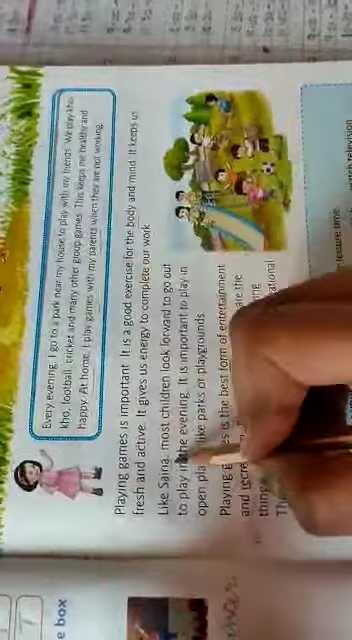 Every evening, I go to a park near my house to play with my friends. We play kho-
kho, football, cricket and many other group games. This keeps me healthy and
happy. At home, I play games with my parents when they are not working.
Playing games is important. It is a good exercise for the body and mind. It keeps us
fresh and active. It gives us energy to complete our work
Like Saina, most children look forward to go out
to play in the evening. It is important to play in
open like parks or playgrounds
Playing is the best form of entertainment
and are the
things
ational
leisure time
watch television
e box